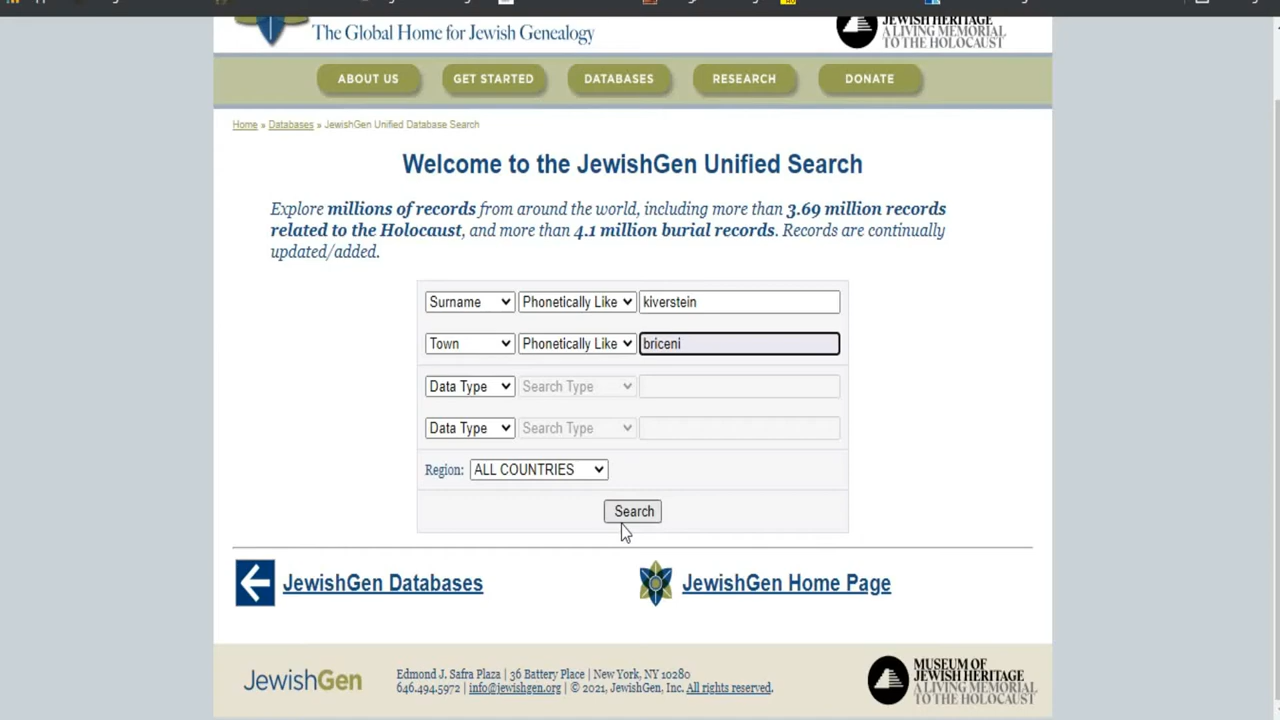 The Global Home for Jewish Genealogy
JEWISH HERITAGE
A LIVING MEMORIAL
TO THE HOLOCAUST
ABOUT US
GET STARTED
DATABASES
RESEARCH
DONATE
Home » Databases » JewishGen Unified Database Search
Welcome to the JewishGen Unified Search
Explore millions of records from around the world, including more than 3.69 million records
related to the Holocaust, and more than 4.1 million burial records. Records are continually
updated/added.
Surname Phonetically Like kiverstein
Town Phonetically Like briceni
Data Type Search Type
Data Type Search Type
Region: ALL COUNTRIES
Search
JewishGen Databases
JewishGen Home Page
JewishGen
Edmond J. Safra Plaza | 36 Battery Place | New York, NY 10280
646.494.5972 | info@jewishgen.org | © 2021, JewishGen, Inc. All rights reserved.
MUSEUM OF
JEWISH HERITAGE
A LIVING MEMORIAL
TO THE HOLOCAUST